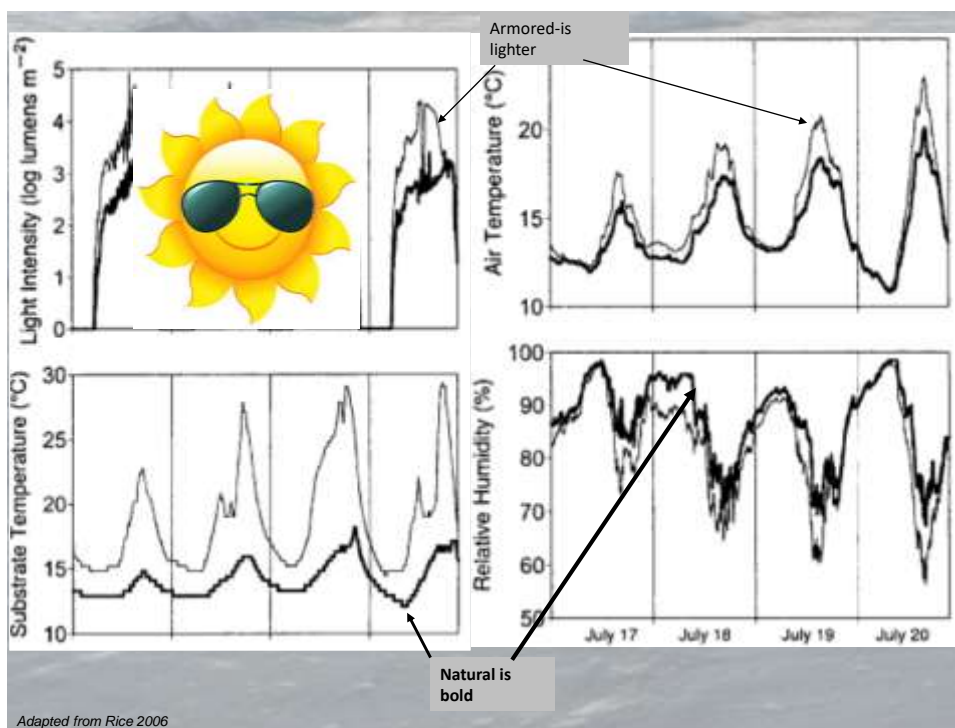 Armored-is
lighter
Light Intensity (log lumens m⁻²)
5
4
3
2
1
0
Air Temperature (°C)
20
15
10
Substrate Temperature (°C)
30
25
20
15
10
Relative Humidity (%)
100
90
80
70
60
50
July 17
July 18
July 19
July 20
Natural is
bold
Adapted from Rice 2006